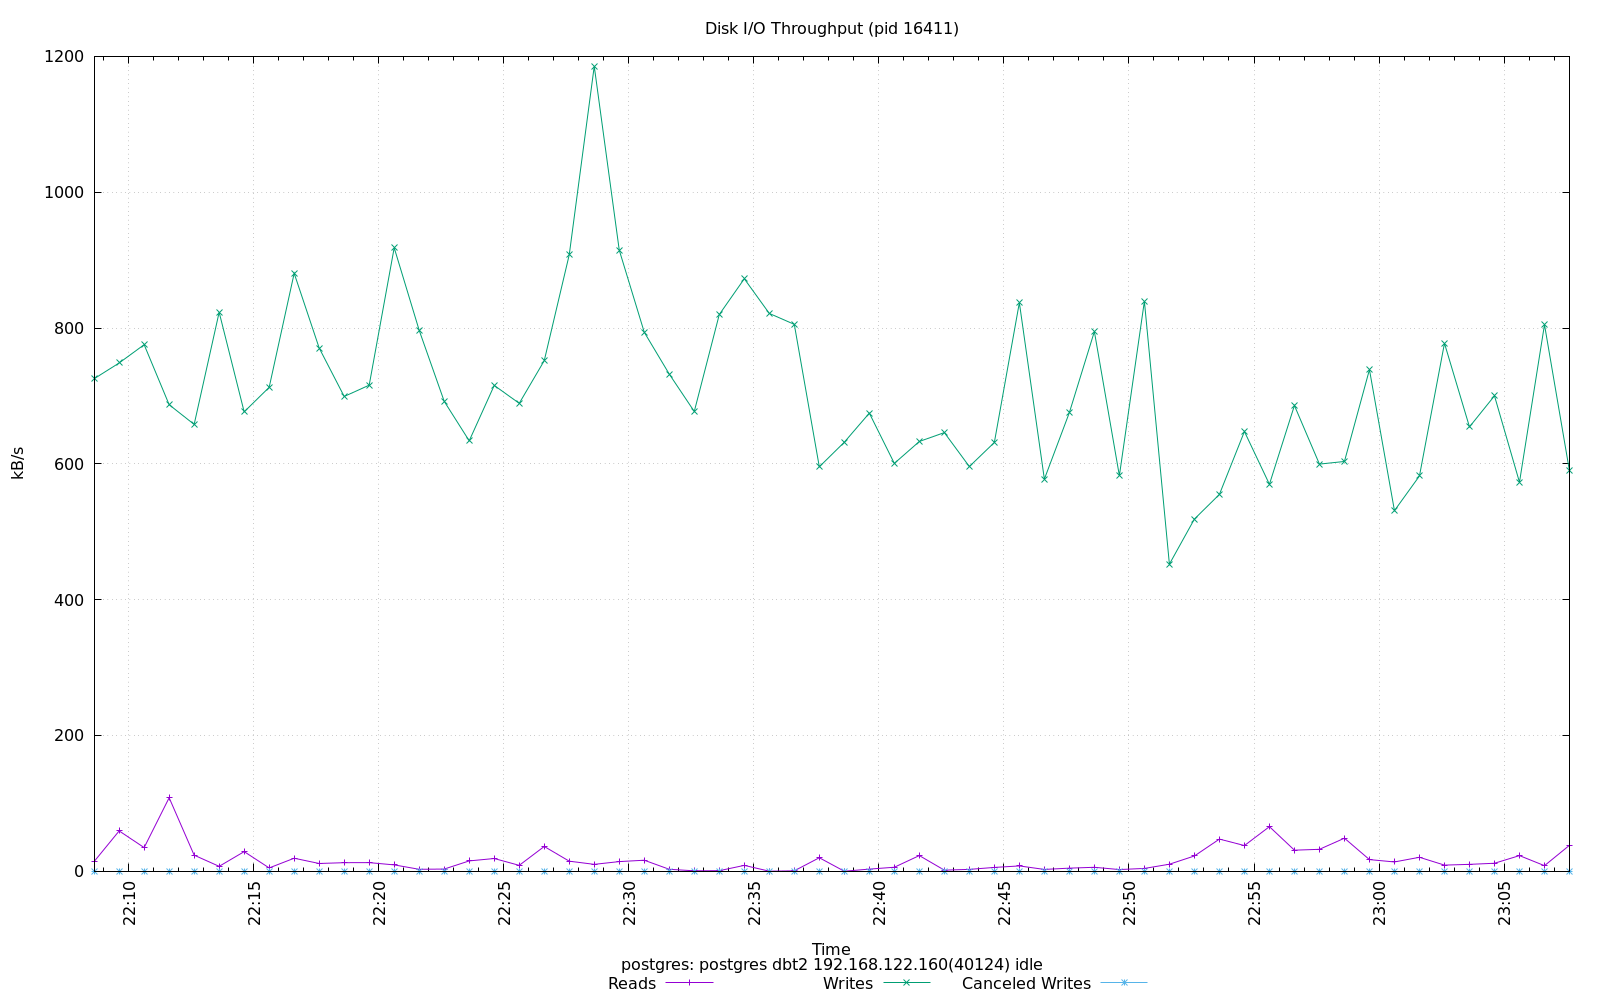 Disk I/O Throughput (pid 16411)
1200
1000
800
600
400
200
0
kB/s
22:10 22:15 22:20 22:25 22:30 22:35 22:40 22:45 22:50 22:55 23:00 23:05
Time
postgres: postgres dbt2 192.168.122.160(40124) idle
Reads Writes Canceled Writes